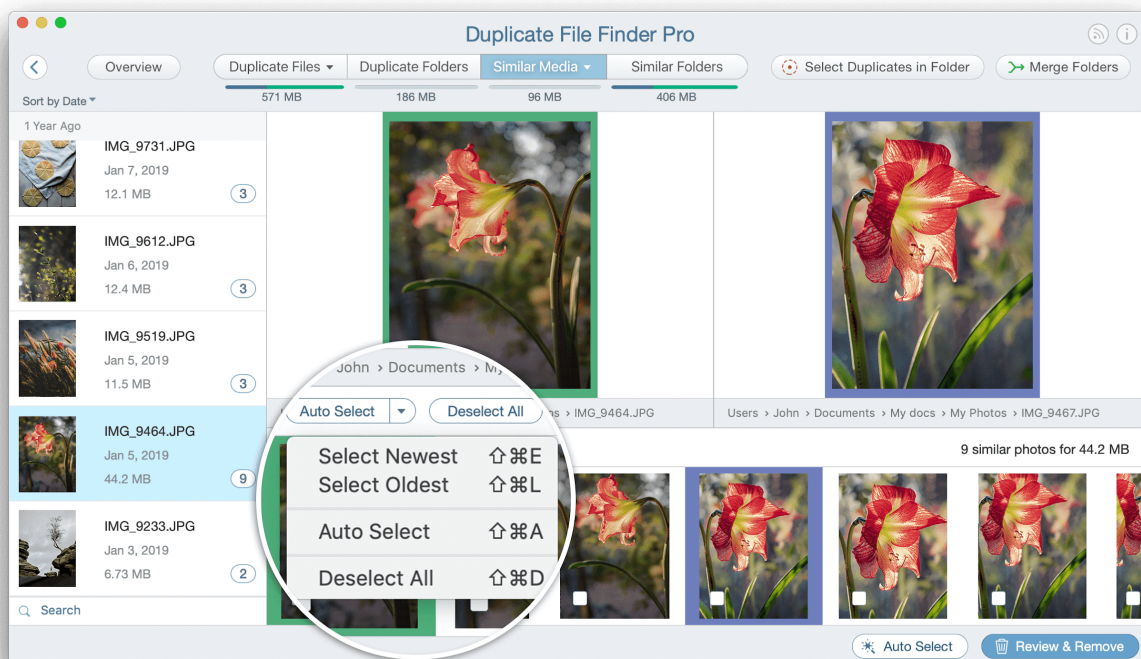 Duplicate File Finder Pro
Overview
Duplicate Files
Duplicate Folders
Similar Media
Similar Folders
Select Duplicates in Folder
Merge Folders
571 MB
186 MB
96 MB
406 MB
Sort by Date
1 Year Ago
IMG_9731.JPG
Jan 7, 2019
12.1 MB
3
IMG_9612.JPG
Jan 6, 2019
12.4 MB
3
IMG_9519.JPG
Jan 5, 2019
11.5 MB
3
IMG_9464.JPG
Jan 5, 2019
44.2 MB
9
IMG_9233.JPG
Jan 3, 2019
6.73 MB
2
Search
John › Documents › My
› IMG_9464.JPG
Users › John › Documents › My docs › My Photos › IMG_9467.JPG
Auto Select
Deselect All
9 similar photos for 44.2 MB
Select Newest ⇧⌘E
Select Oldest ⇧⌘L
Auto Select ⇧⌘A
Deselect All ⇧⌘D
Auto Select
Review & Remove